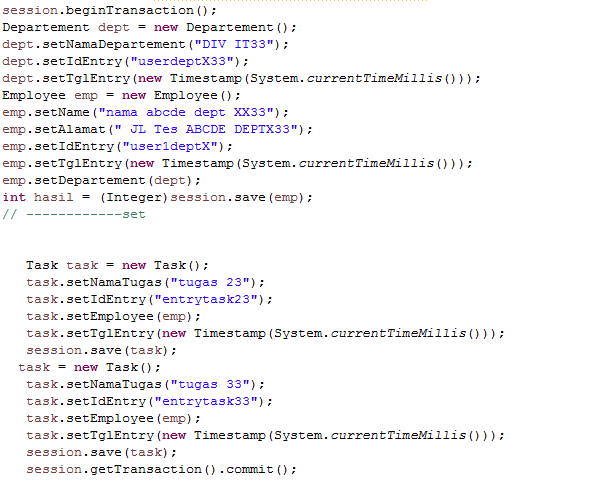 session.beginTransaction();
Departement dept = new Departement();
dept.setNamaDepartement("DIV IT33");
dept.setIdEntry("userdeptX33");
dept.setTglEntry(new Timestamp(System.currentTimeMillis()));
Employee emp = new Employee();
emp.setName("nama abcde dept XX33");
emp.setAlamat(" JL Tes ABCDE DEPTX33");
emp.setIdEntry("user1deptX");
emp.setTglEntry(new Timestamp(System.currentTimeMillis()));
emp.setDepartement(dept);
int hasil = (Integer)session.save(emp);
// ------------set
Task task = new Task();
task.setNamaTugas("tugas 23");
task.setIdEntry("entrytask23");
task.setEmployee(emp);
task.setTglEntry(new Timestamp(System.currentTimeMillis()));
session.save(task);
task = new Task();
task.setNamaTugas("tugas 33");
task.setIdEntry("entrytask33");
task.setEmployee(emp);
task.setTglEntry(new Timestamp(System.currentTimeMillis()));
session.save(task);
session.getTransaction().commit();